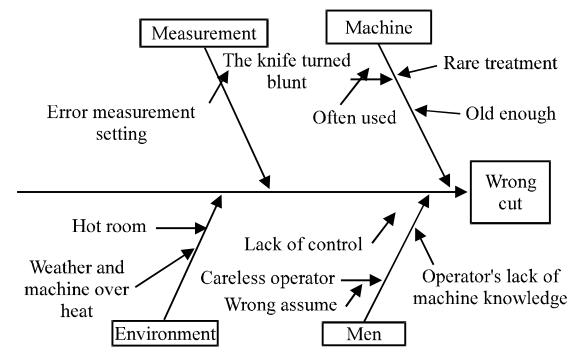 Measurement
Machine
The knife turned
blunt
Rare treatment
Error measurement
setting
Often used
Old enough
Wrong
cut
Hot room
Lack of control
Weather and
machine over
heat
Careless operator
Wrong assume
Operator's lack of
machine knowledge
Environment
Men